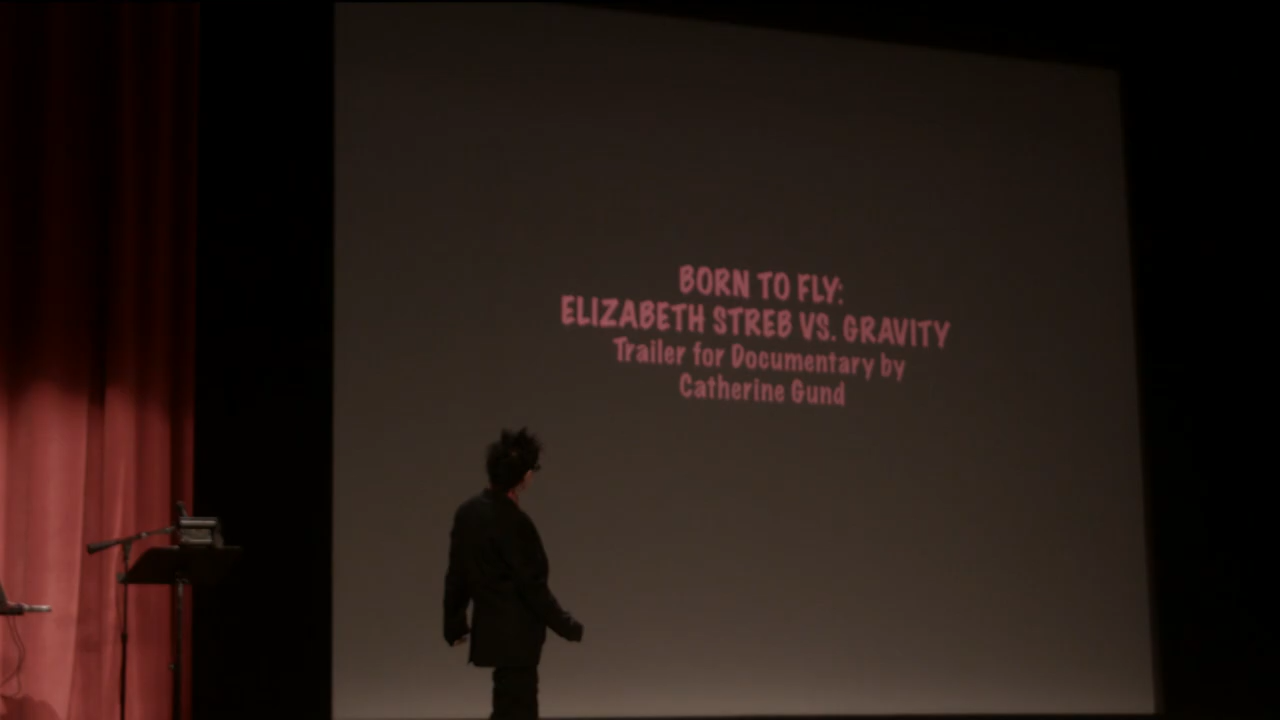 BORN TO FLY:
ELIZABETH STREB VS. GRAVITY
Trailer for Documentary by
Catherine Gund